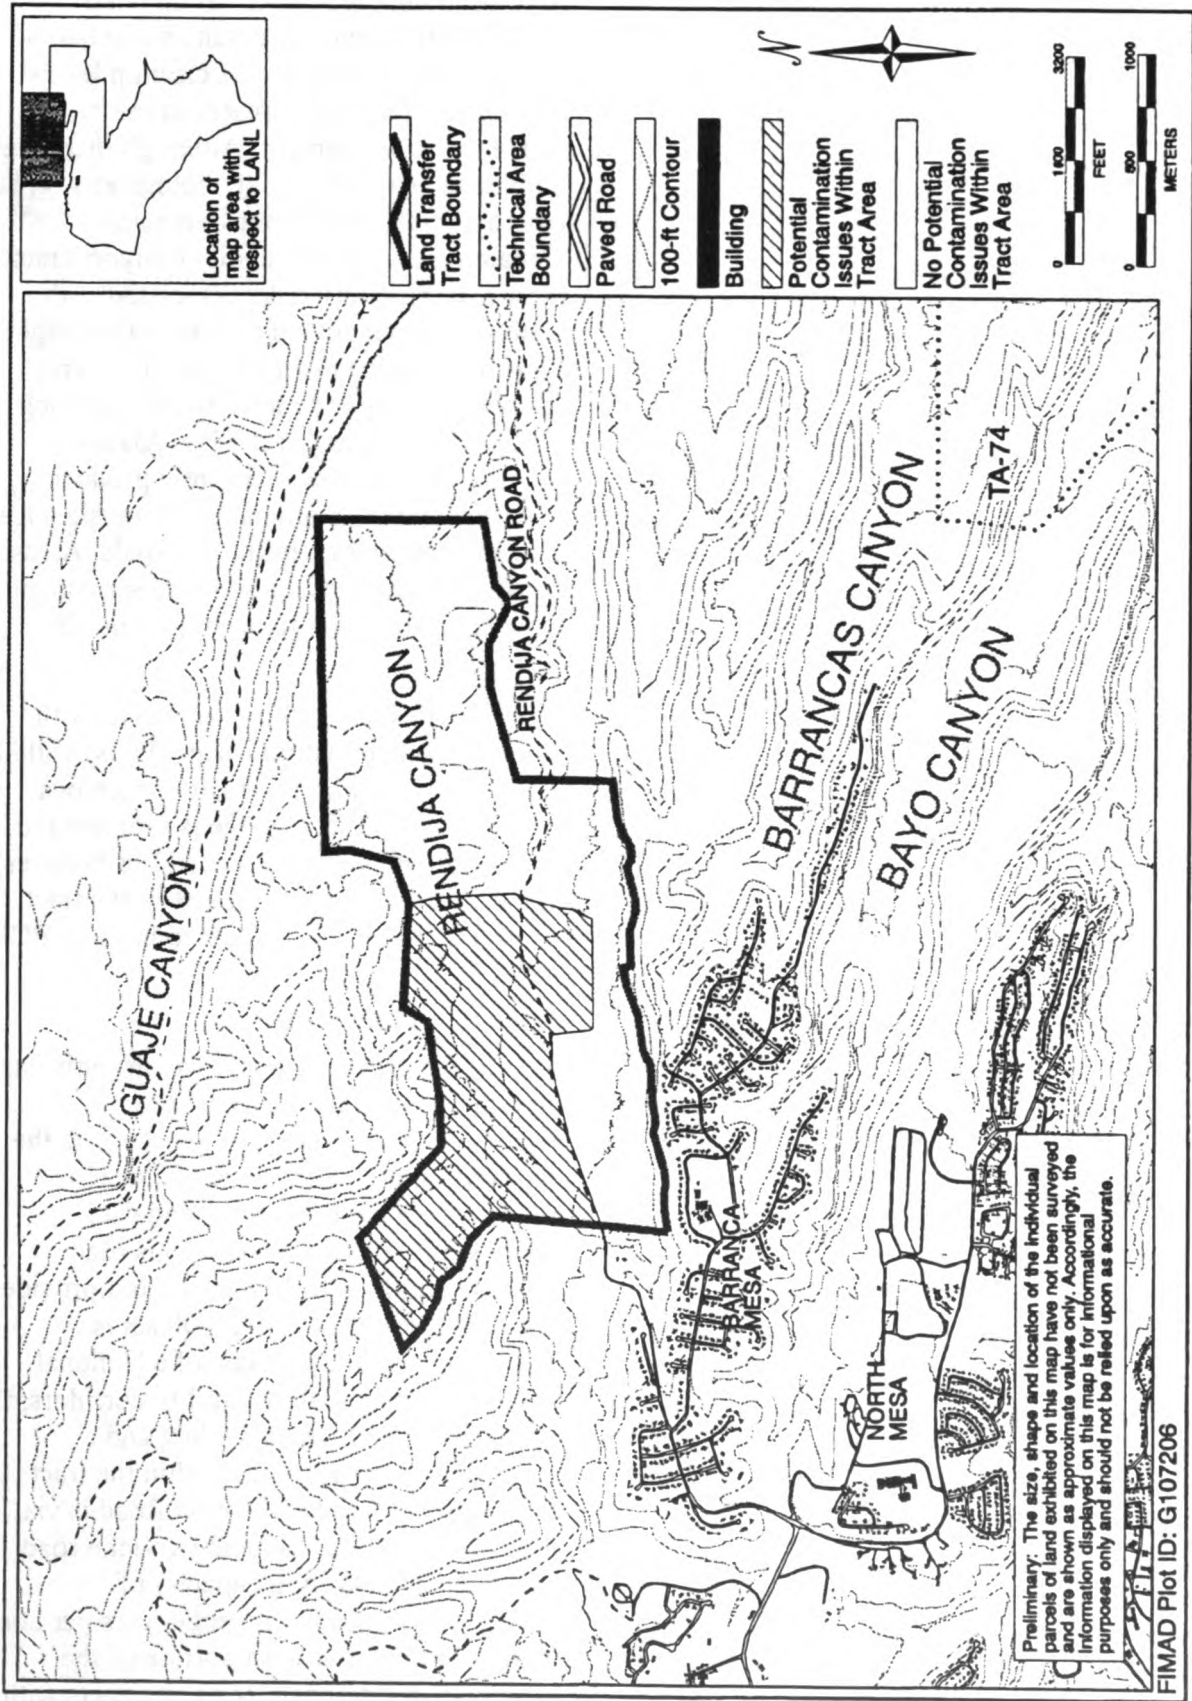 Location of
map area with
respect to LANL
Land Transfer
Tract Boundary
Technical Area
Boundary
Paved Road
100-ft Contour
Building
Potential
Contamination
Issues Within
Tract Area
No Potential
Contamination
Issues Within
Tract Area
N
0 1600 3200
FEET
0 500 1000
METERS
GUAJE CANYON
RENDIJA CANYON
RENDIJA CANYON ROAD
BARRANCAS CANYON
BAYO CANYON
TA-74
BARRANCA
MESA
NORTH
MESA
Preliminary: The size, shape and location of the individual
parcels of land exhibited on this map have not been surveyed
and are shown as approximate values only. Accordingly, the
information displayed on this map is for informational
purposes only and should not be relied upon as accurate.
FIMAD Plot ID: G107206